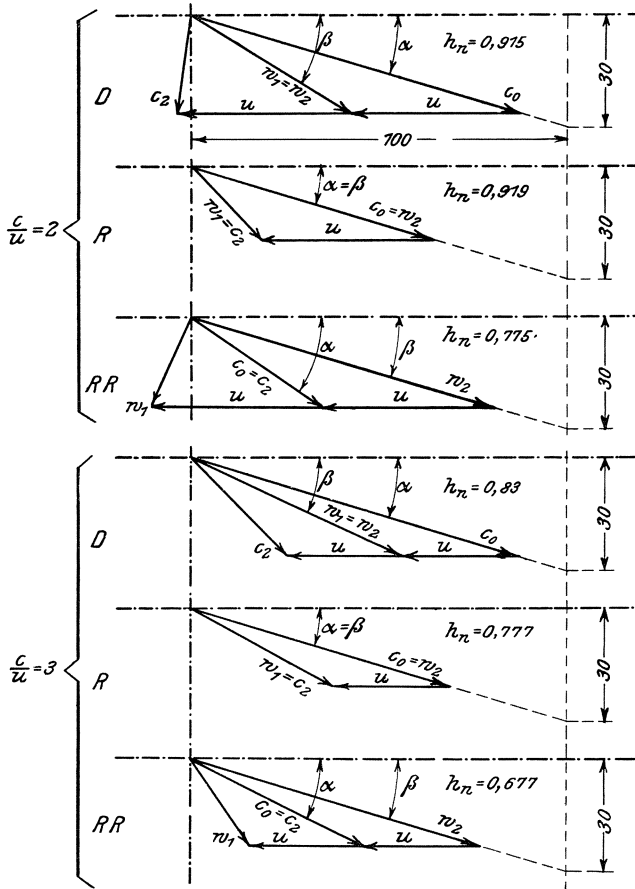 β α hₙ=0,915
D c₂ u w₁=w₂ u c₀ 30
100
α=β hₙ=0,919
c/u=2 R w₁=c₂ u c₀=w₂ 30
α β hₙ=0,775
RR w₁ u c₀=c₂ u w₂ 30
β α hₙ=0,83
D c₂ u w₁=w₂ u c₀ 30
α=β hₙ=0,777
c/u=3 R w₁=c₂ u c₀=w₂ 30
α β hₙ=0,677
RR w₁ u c₀=c₂ u w₂ 30